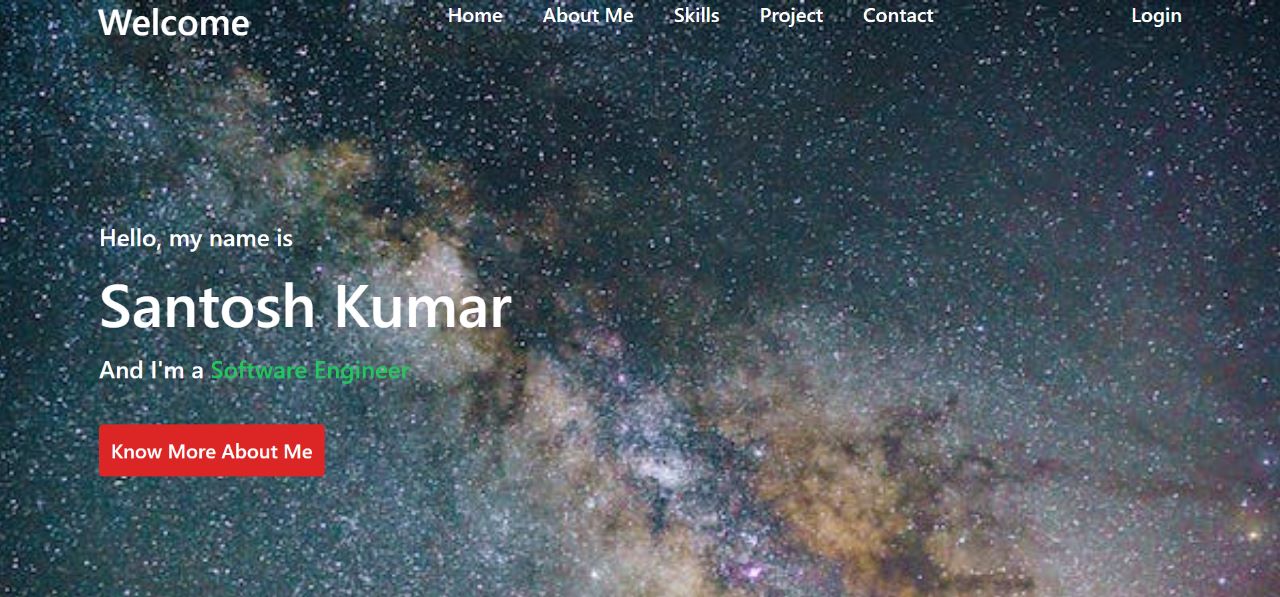 Welcome
Home About Me Skills Project Contact Login
Hello, my name is
Santosh Kumar
And I'm a Software Engineer
Know More About Me